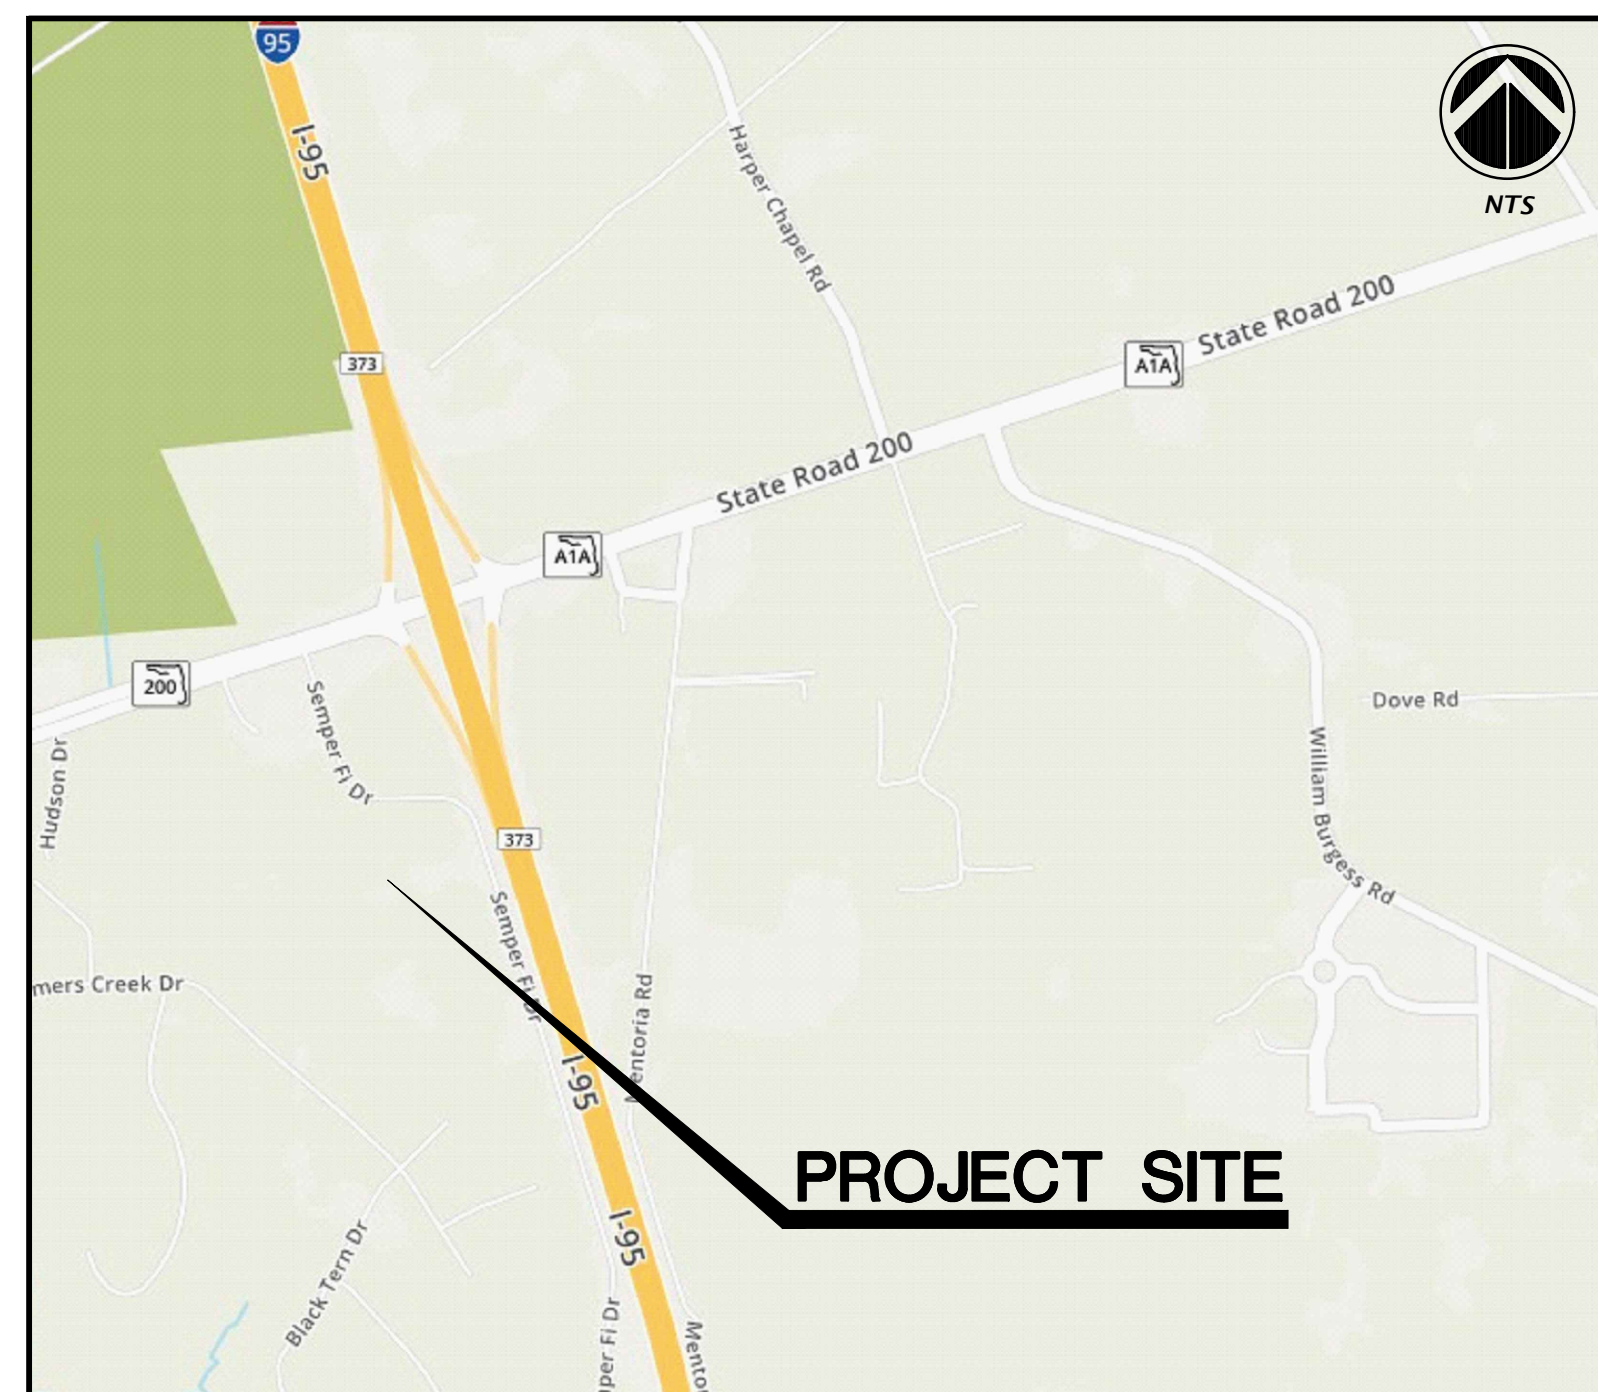 95
I-95
NTS
Harper Chapel Rd
State Road 200
A1A
373
State Road 200
A1A
200
Semper Fi Dr
Dove Rd
Hudson Dr
William Burgess Rd
373
Semper Fi Dr
mers Creek Dr
Mentoria Rd
I-95
PROJECT SITE
I-95
Black Tern Dr
per Fi Dr
Mento